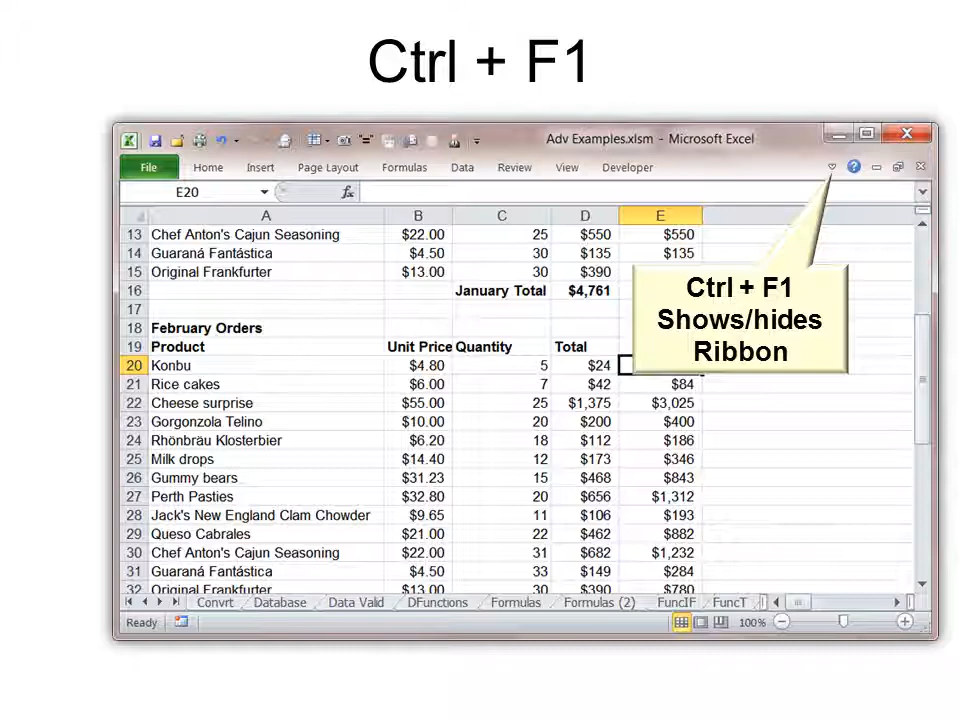 Ctrl + F1
Adv Examples.xlsm - Microsoft Excel
File Home Insert Page Layout Formulas Data Review View Developer
E20 fx
A B C D E
13 Chef Anton's Cajun Seasoning $22.00 25 $550 $550
14 Guaraná Fantástica $4.50 30 $135 $135
15 Original Frankfurter $13.00 30 $390
16 January Total $4,761
17
18 February Orders
19 Product Unit Price Quantity Total
20 Konbu $4.80 5 $24
21 Rice cakes $6.00 7 $42 $84
22 Cheese surprise $55.00 25 $1,375 $3,025
23 Gorgonzola Telino $10.00 20 $200 $400
24 Rhönbräu Klosterbier $6.20 18 $112 $186
25 Milk drops $14.40 12 $173 $346
26 Gummy bears $31.23 15 $468 $843
27 Perth Pasties $32.80 20 $656 $1,312
28 Jack's New England Clam Chowder $9.65 11 $106 $193
29 Queso Cabrales $21.00 22 $462 $882
30 Chef Anton's Cajun Seasoning $22.00 31 $682 $1,232
31 Guaraná Fantástica $4.50 33 $149 $284
32 Original Frankfurter $13.00 30 $390 $780
Ctrl + F1
Shows/hides
Ribbon
Convrt Database Data Valid DFunctions Formulas Formulas (2) FuncIF FuncT
Ready 100%